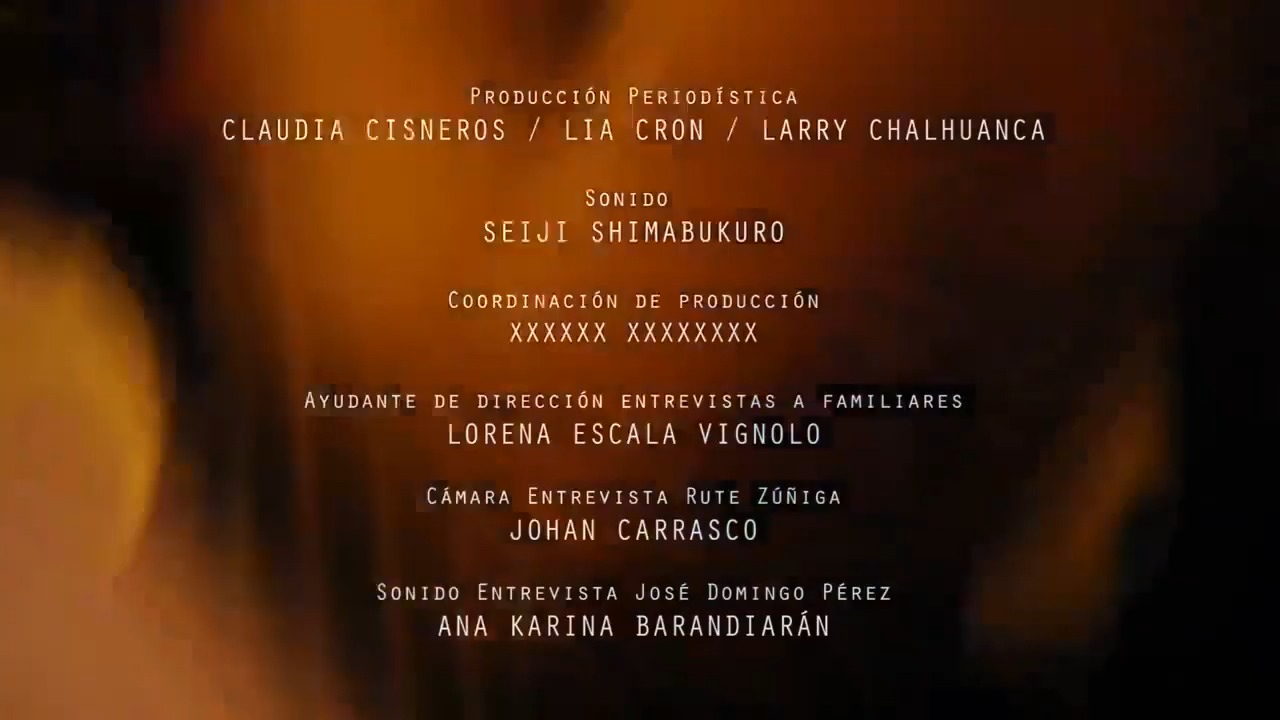 Producción Periodística
CLAUDIA CISNEROS / LIA CRON / LARRY CHALHUANCA
Sonido
SEIJI SHIMABUKURO
Coordinación de producción
XXXXXX XXXXXXXX
Ayudante de dirección entrevistas a familiares
LORENA ESCALA VIGNOLO
Cámara Entrevista Rute Zúñiga
JOHAN CARRASCO
Sonido Entrevista José Domingo Pérez
ANA KARINA BARANDIARÁN